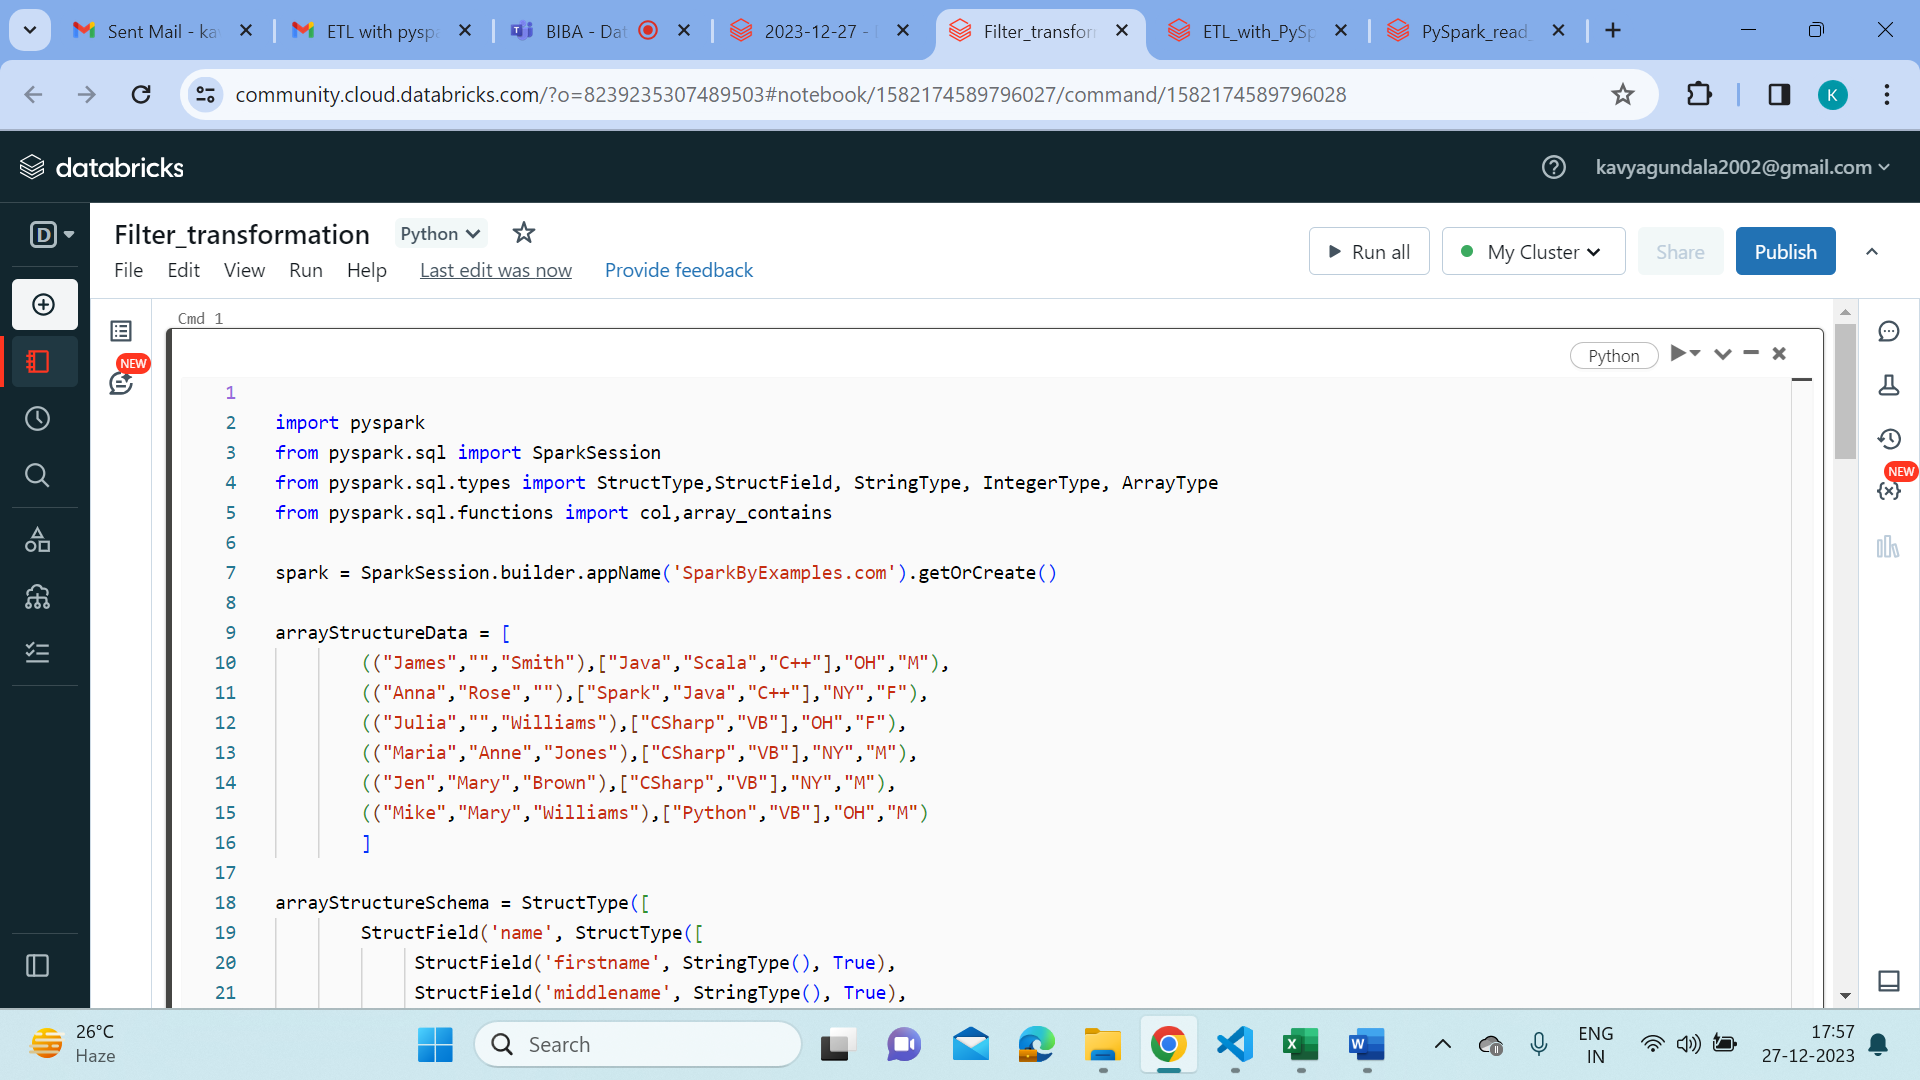 Sent Mail - ka
ETL with pyspa
BIBA - Dat
2023-12-27 -
Filter_transfor
ETL_with_PySp
PySpark_read_
community.cloud.databricks.com/?o=8239235307489503#notebook/1582174589796027/command/1582174589796028
K
databricks
kavyagundala2002@gmail.com
D
Filter_transformation
Python
File Edit View Run Help Last edit was now Provide feedback
Run all
My Cluster
Share
Publish
NEW
NEW
Cmd 1
Python
1
2 import pyspark
3 from pyspark.sql import SparkSession
4 from pyspark.sql.types import StructType,StructField, StringType, IntegerType, ArrayType
5 from pyspark.sql.functions import col,array_contains
6
7 spark = SparkSession.builder.appName('SparkByExamples.com').getOrCreate()
8
9 arrayStructureData = [
10 (("James","","Smith"),["Java","Scala","C++"],"OH","M"),
11 (("Anna","Rose",""),["Spark","Java","C++"],"NY","F"),
12 (("Julia","","Williams"),["CSharp","VB"],"OH","F"),
13 (("Maria","Anne","Jones"),["CSharp","VB"],"NY","M"),
14 (("Jen","Mary","Brown"),["CSharp","VB"],"NY","M"),
15 (("Mike","Mary","Williams"),["Python","VB"],"OH","M")
16 ]
17
18 arrayStructureSchema = StructType([
19 StructField('name', StructType([
20 StructField('firstname', StringType(), True),
21 StructField('middlename', StringType(), True),
26°C
Haze
Search
ENG
IN
17:57
27-12-2023